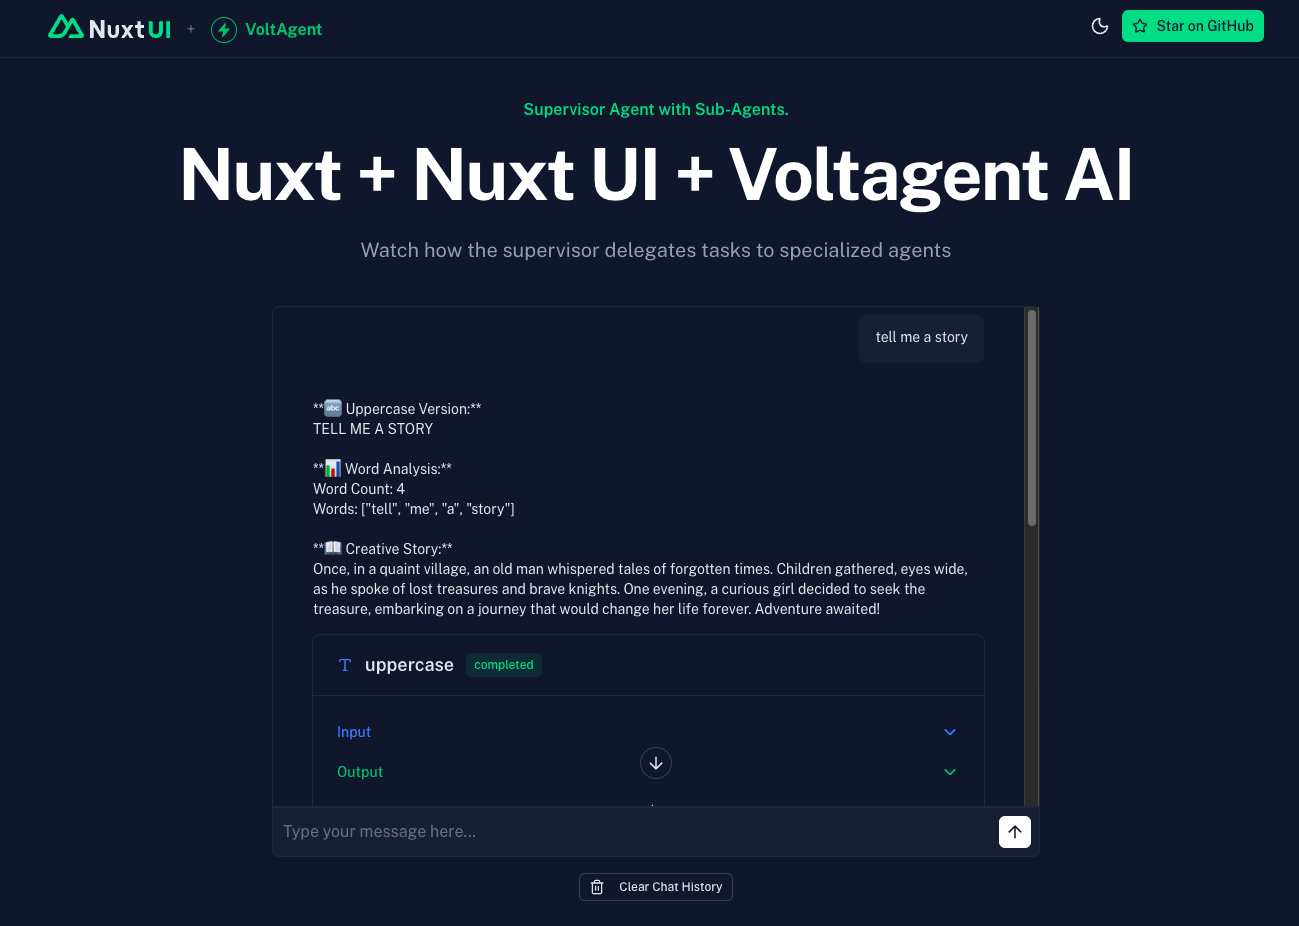 Nuxt UI + VoltAgent
Star on GitHub
Supervisor Agent with Sub-Agents.
Nuxt + Nuxt UI + Voltagent AI
Watch how the supervisor delegates tasks to specialized agents
tell me a story
**🔤 Uppercase Version:**
TELL ME A STORY
**📊 Word Analysis:**
Word Count: 4
Words: ["tell", "me", "a", "story"]
**📖 Creative Story:**
Once, in a quaint village, an old man whispered tales of forgotten times. Children gathered, eyes wide,
as he spoke of lost treasures and brave knights. One evening, a curious girl decided to seek the
treasure, embarking on a journey that would change her life forever. Adventure awaited!
uppercase completed
Input
Output
Type your message here...
Clear Chat History